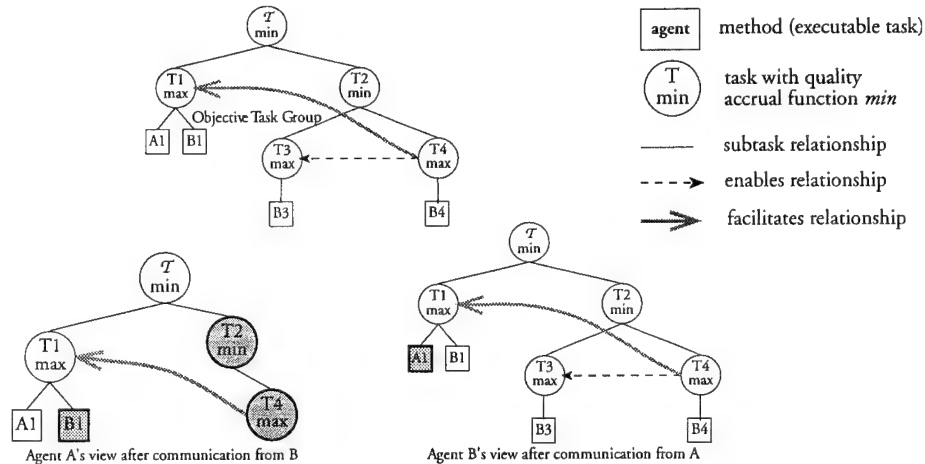 𝒯
min
T1
max
T2
min
Objective Task Group
A1
B1
T3
max
T4
max
B3
B4
agent
method (executable task)
T
min
task with quality
accrual function min
subtask relationship
enables relationship
facilitates relationship
𝒯
min
T1
max
T2
min
A1
B1
T4
max
Agent A's view after communication from B
𝒯
min
T1
max
T2
min
A1
B1
T3
max
T4
max
B3
B4
Agent B's view after communication from A